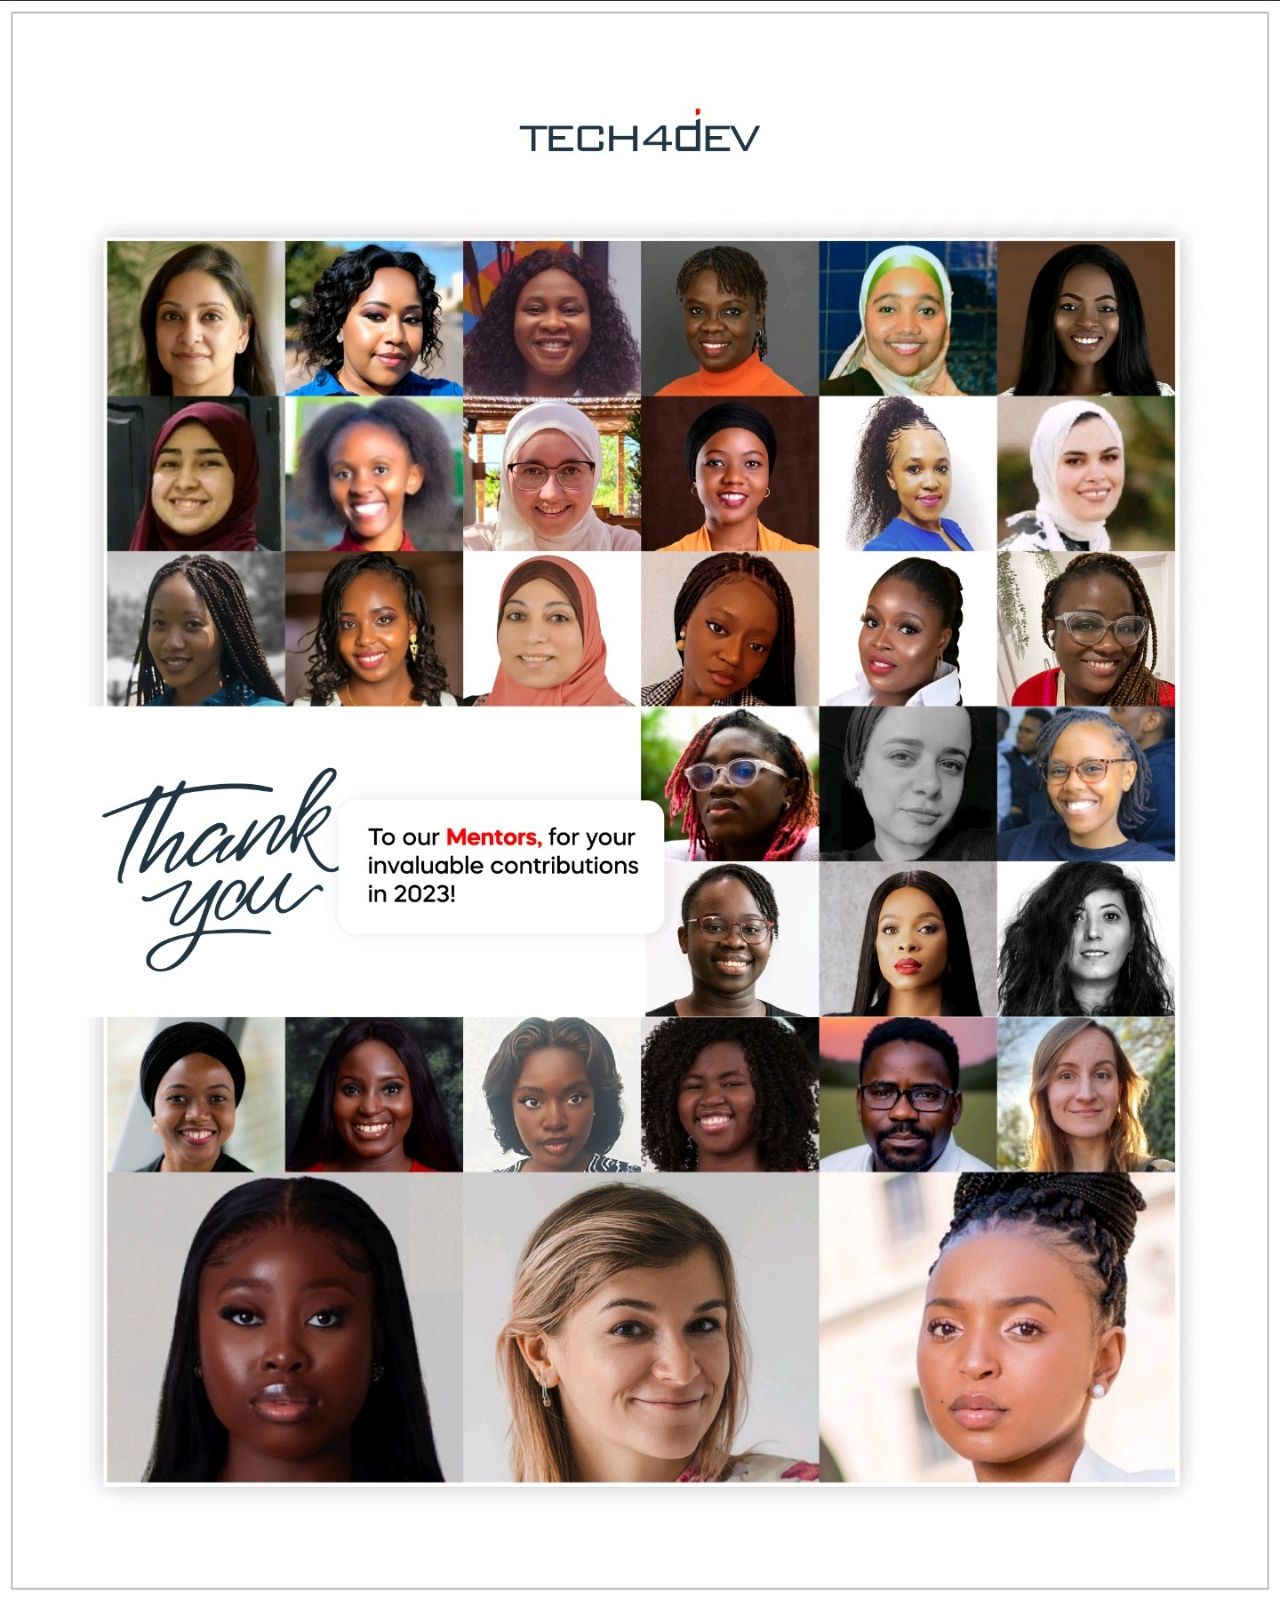 TECH4dEV
Thank
you
To our Mentors, for your
invaluable contributions
in 2023!